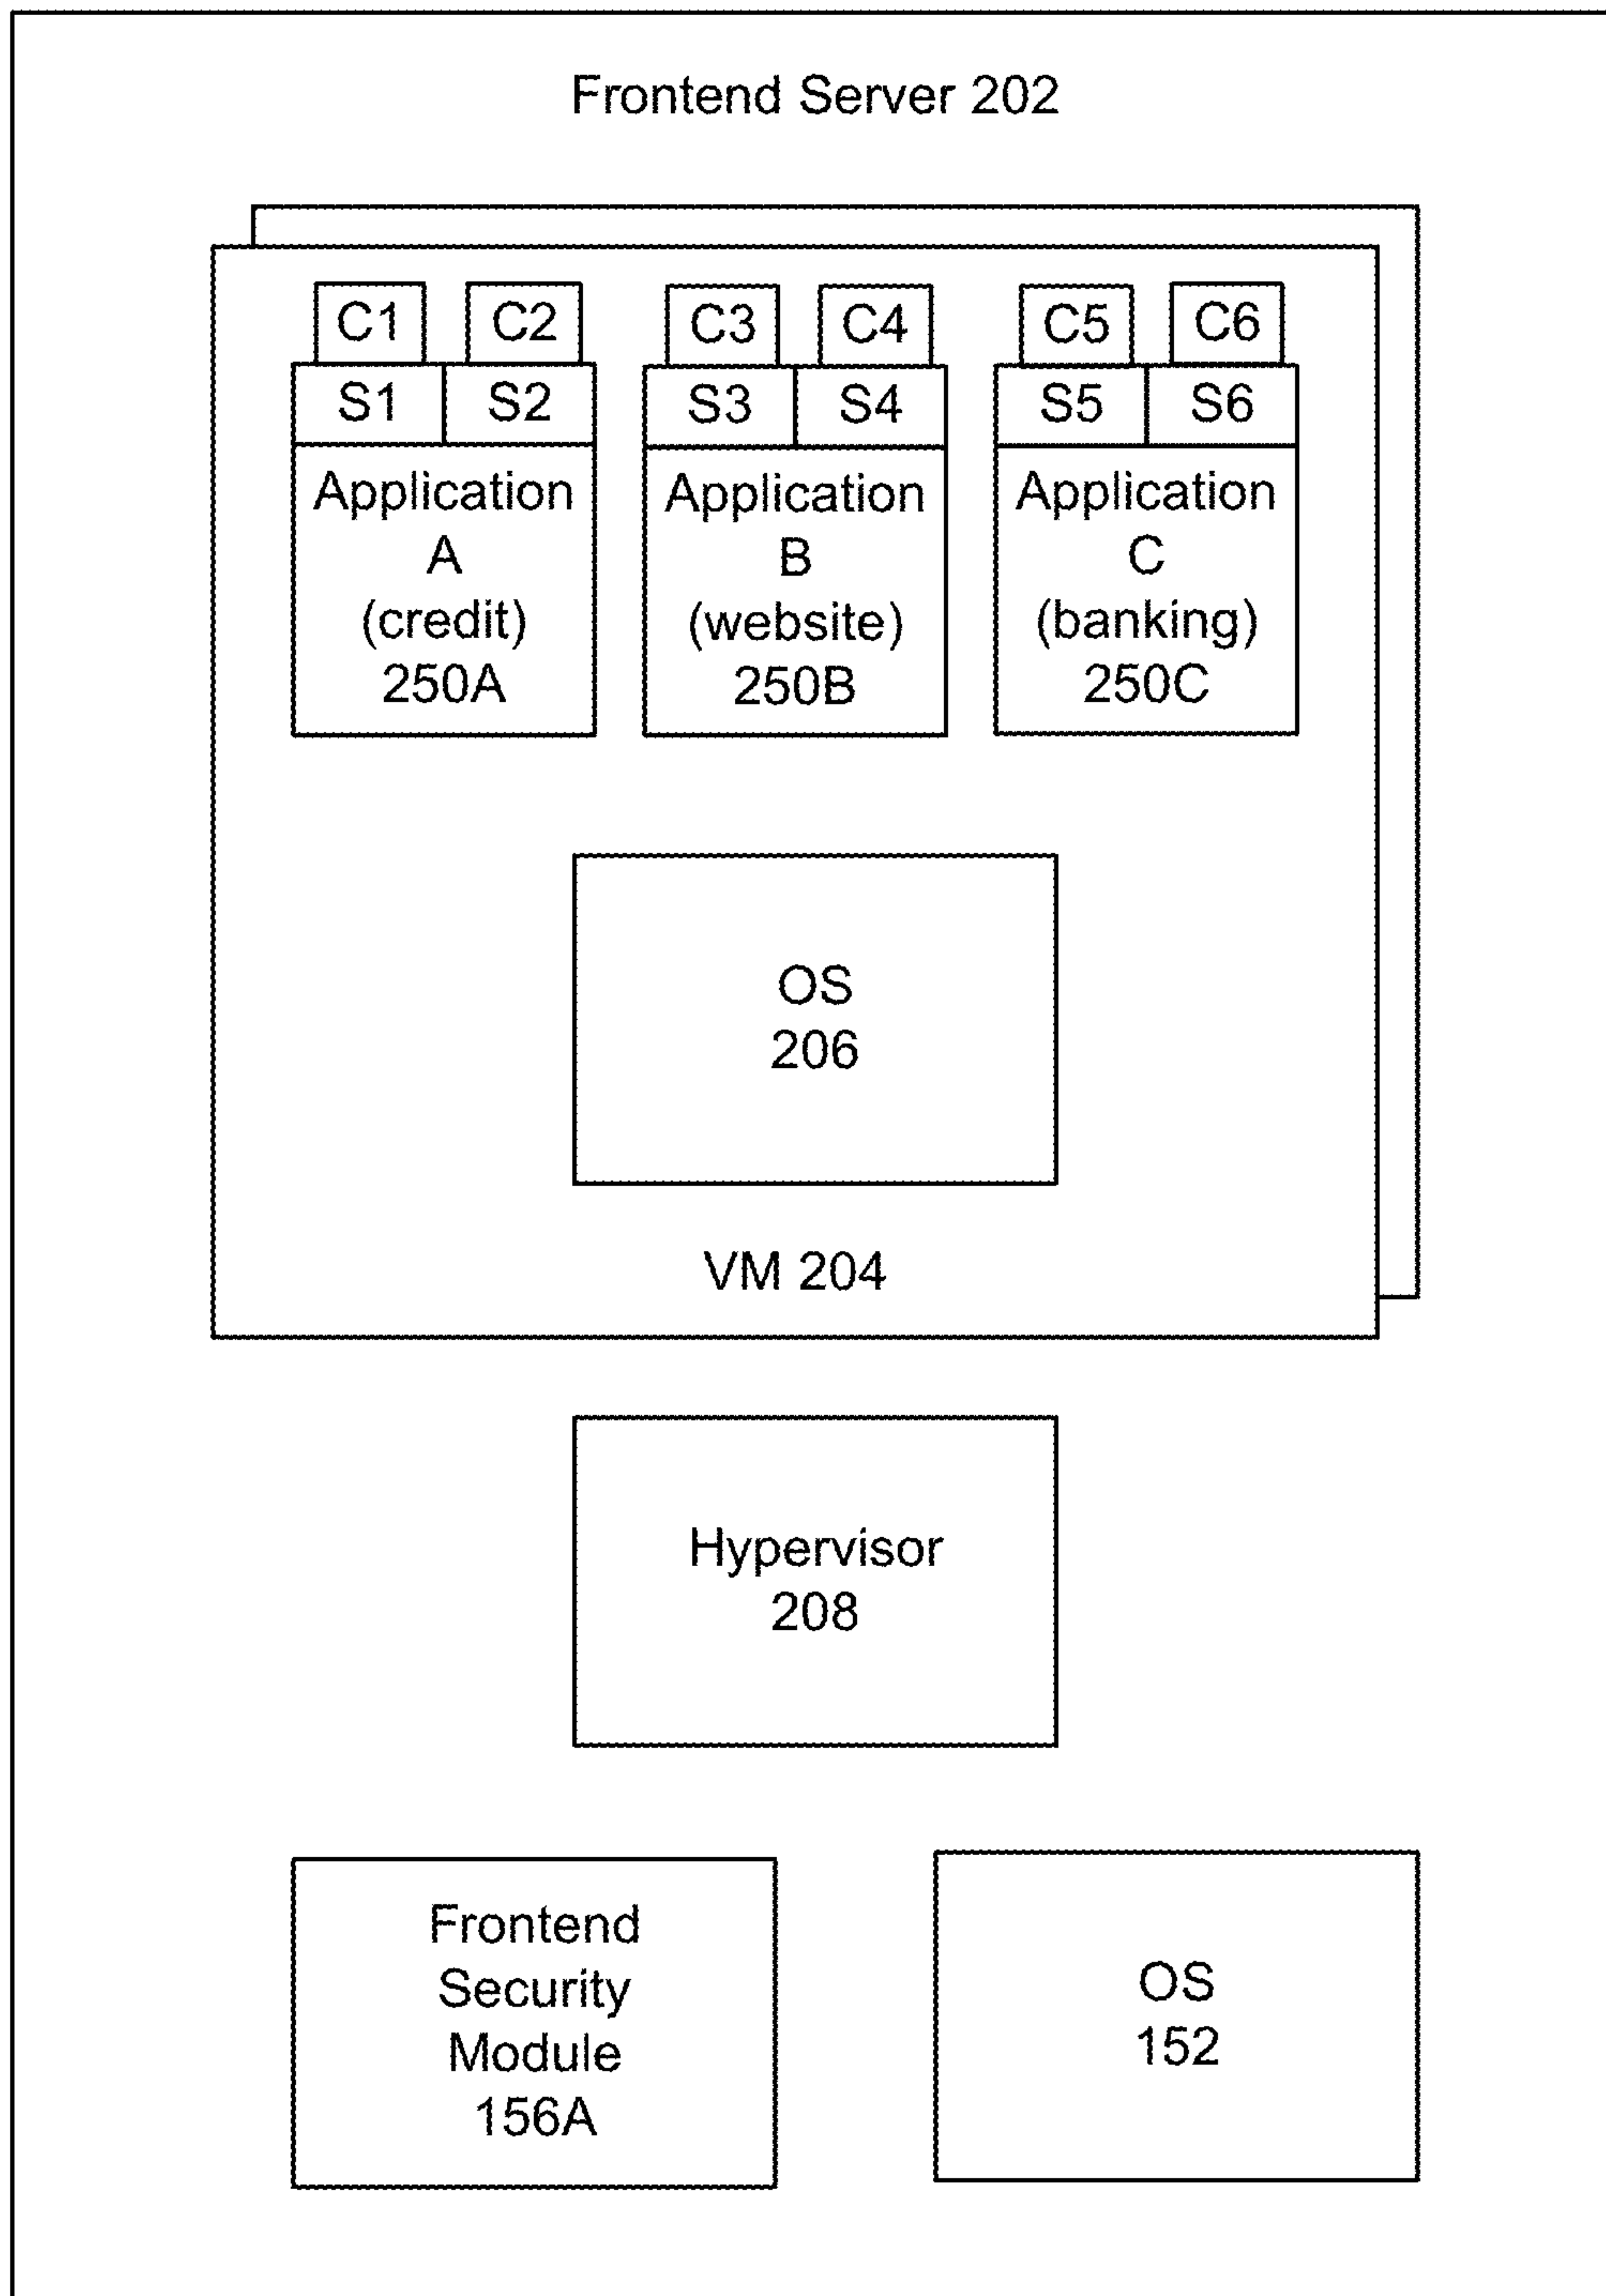 Frontend Server 202
C1 C2 C3 C4 C5 C6
S1 S2 S3 S4 S5 S6
Application
A
(credit)
250A
Application
B
(website)
250B
Application
C
(banking)
250C
OS
206
VM 204
Hypervisor
208
Frontend
Security
Module
156A
OS
152